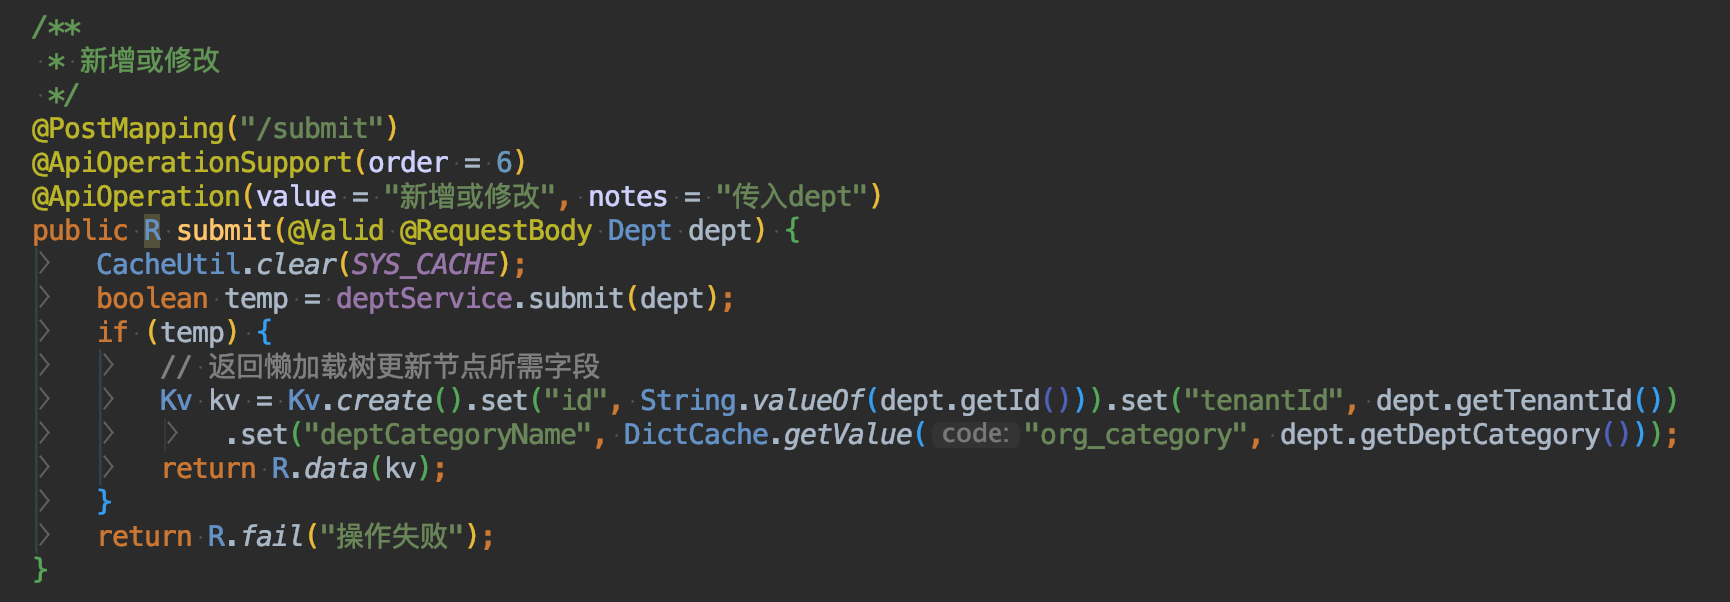 /**
 * 新增或修改
 */
@PostMapping("/submit")
@ApiOperationSupport(order = 6)
@ApiOperation(value = "新增或修改", notes = "传入dept")
public R submit(@Valid @RequestBody Dept dept) {
    CacheUtil.clear(SYS_CACHE);
    boolean temp = deptService.submit(dept);
    if (temp) {
        // 返回懒加载树更新节点所需字段
        Kv kv = Kv.create().set("id", String.valueOf(dept.getId())).set("tenantId", dept.getTenantId())
            .set("deptCategoryName", DictCache.getValue( code: "org_category", dept.getDeptCategory()));
        return R.data(kv);
    }
    return R.fail("操作失败");
}